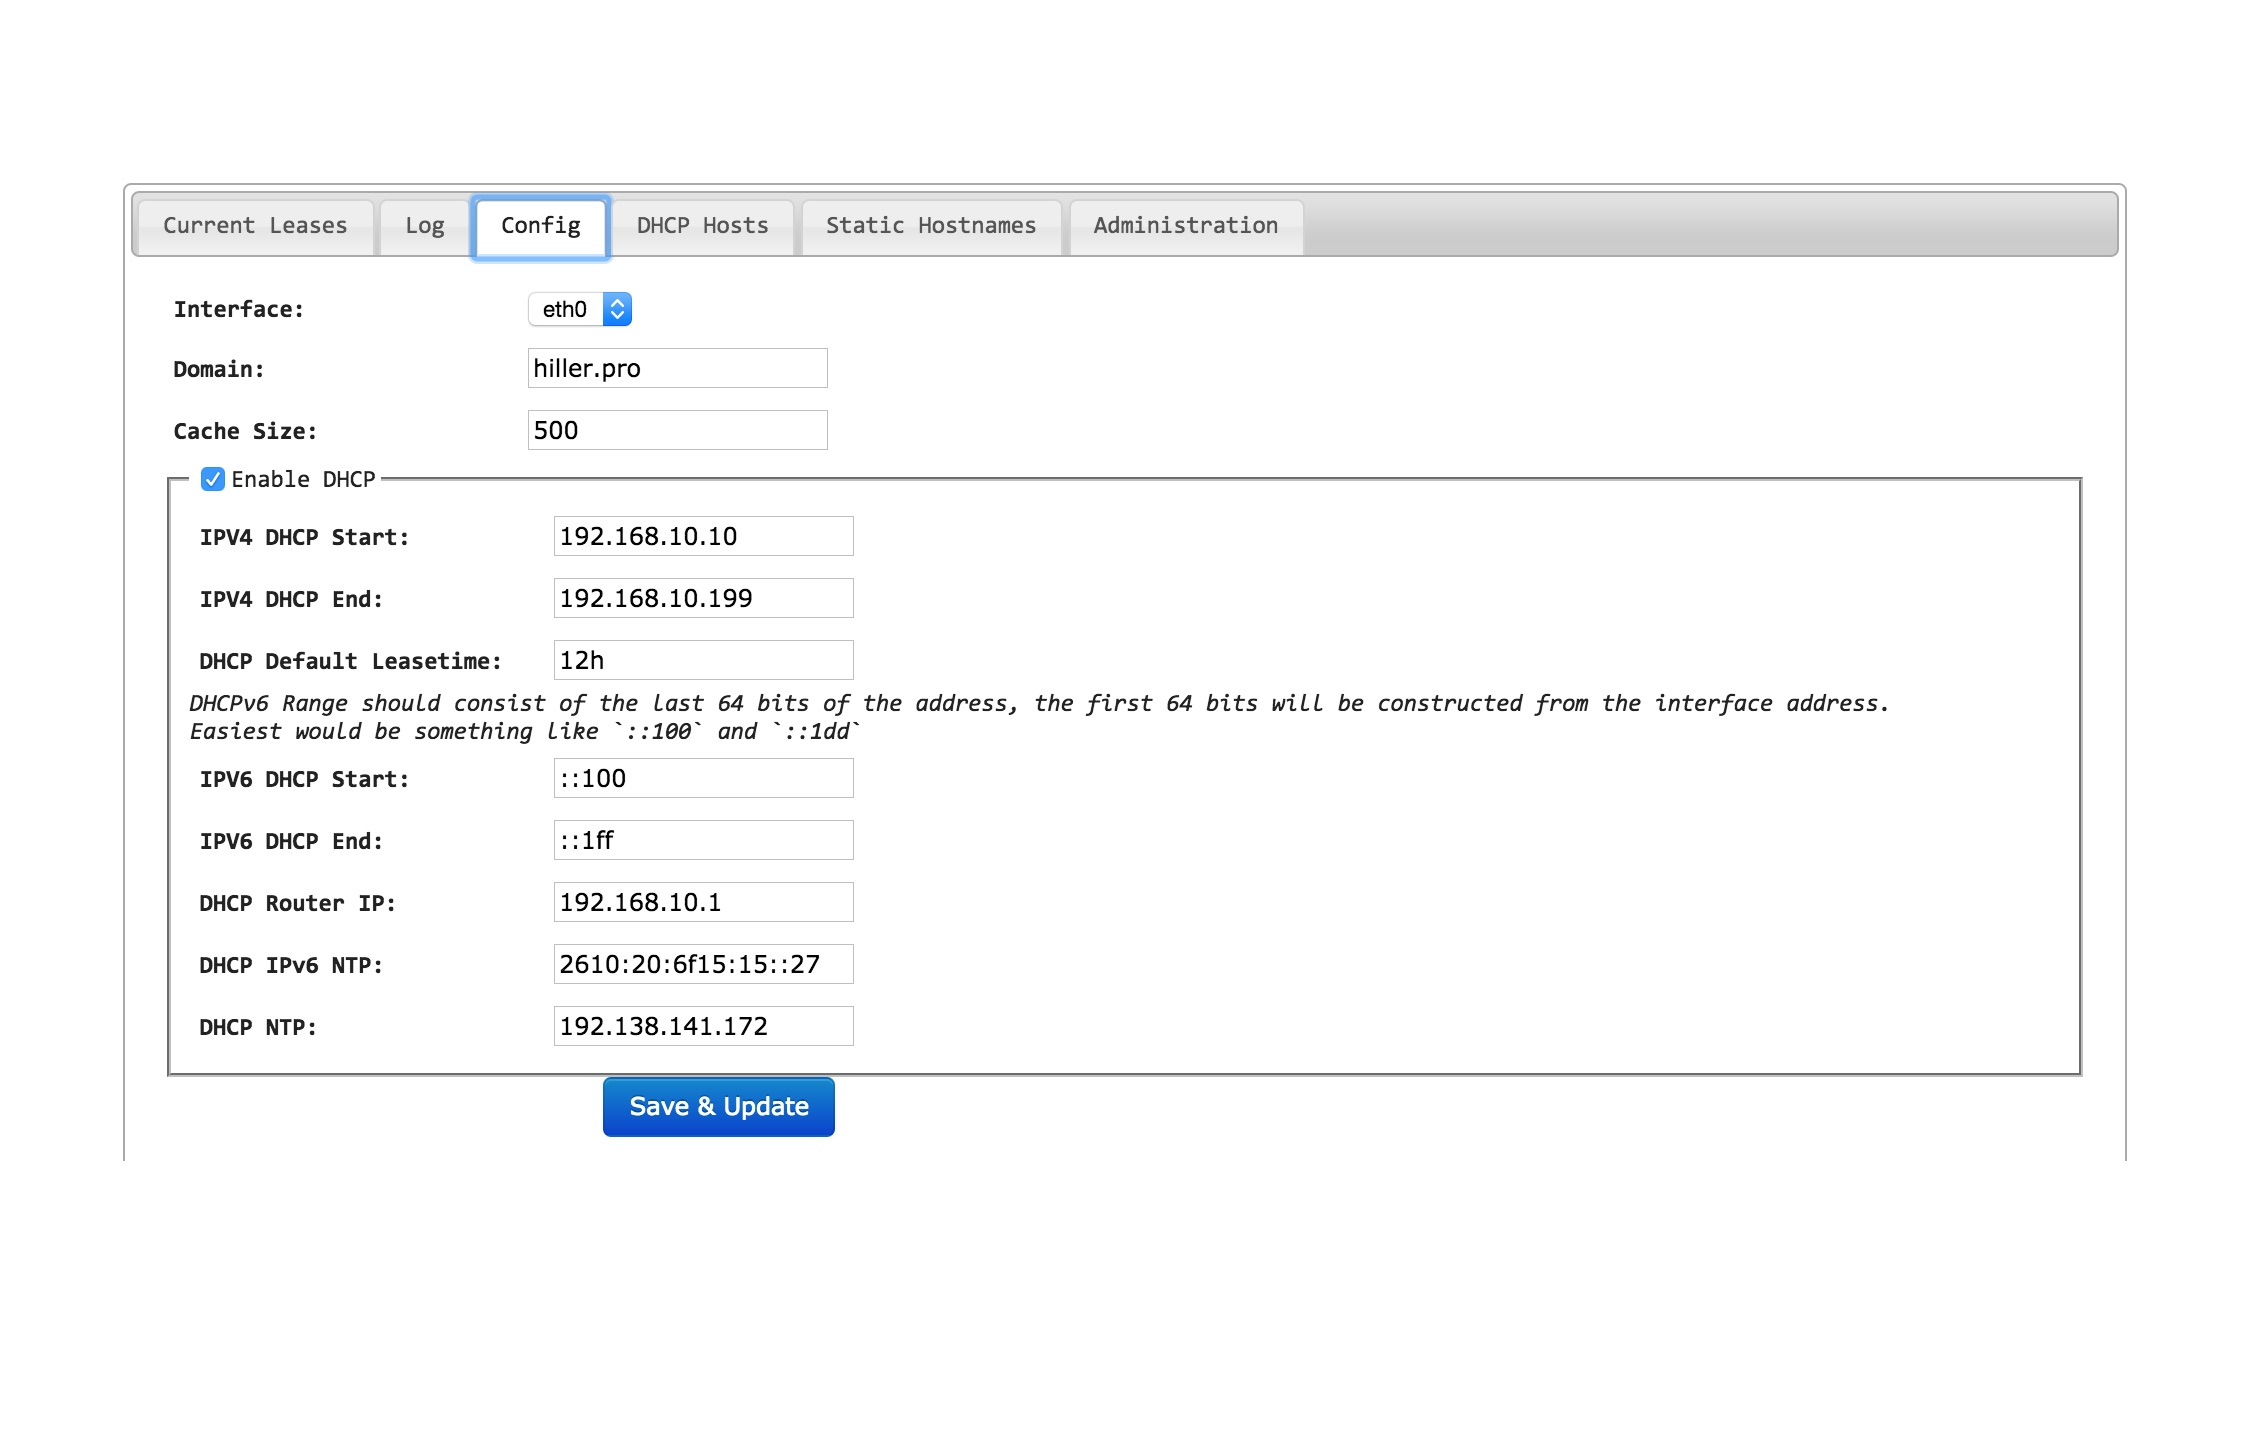 Current Leases Log Config DHCP Hosts Static Hostnames Administration
Interface: eth0
Domain: hiller.pro
Cache Size: 500
Enable DHCP
IPV4 DHCP Start: 192.168.10.10
IPV4 DHCP End: 192.168.10.199
DHCP Default Leasetime: 12h
DHCPv6 Range should consist of the last 64 bits of the address, the first 64 bits will be constructed from the interface address.
Easiest would be something like `::100` and `::1dd`
IPV6 DHCP Start: ::100
IPV6 DHCP End: ::1ff
DHCP Router IP: 192.168.10.1
DHCP IPv6 NTP: 2610:20:6f15:15::27
DHCP NTP: 192.138.141.172
Save & Update